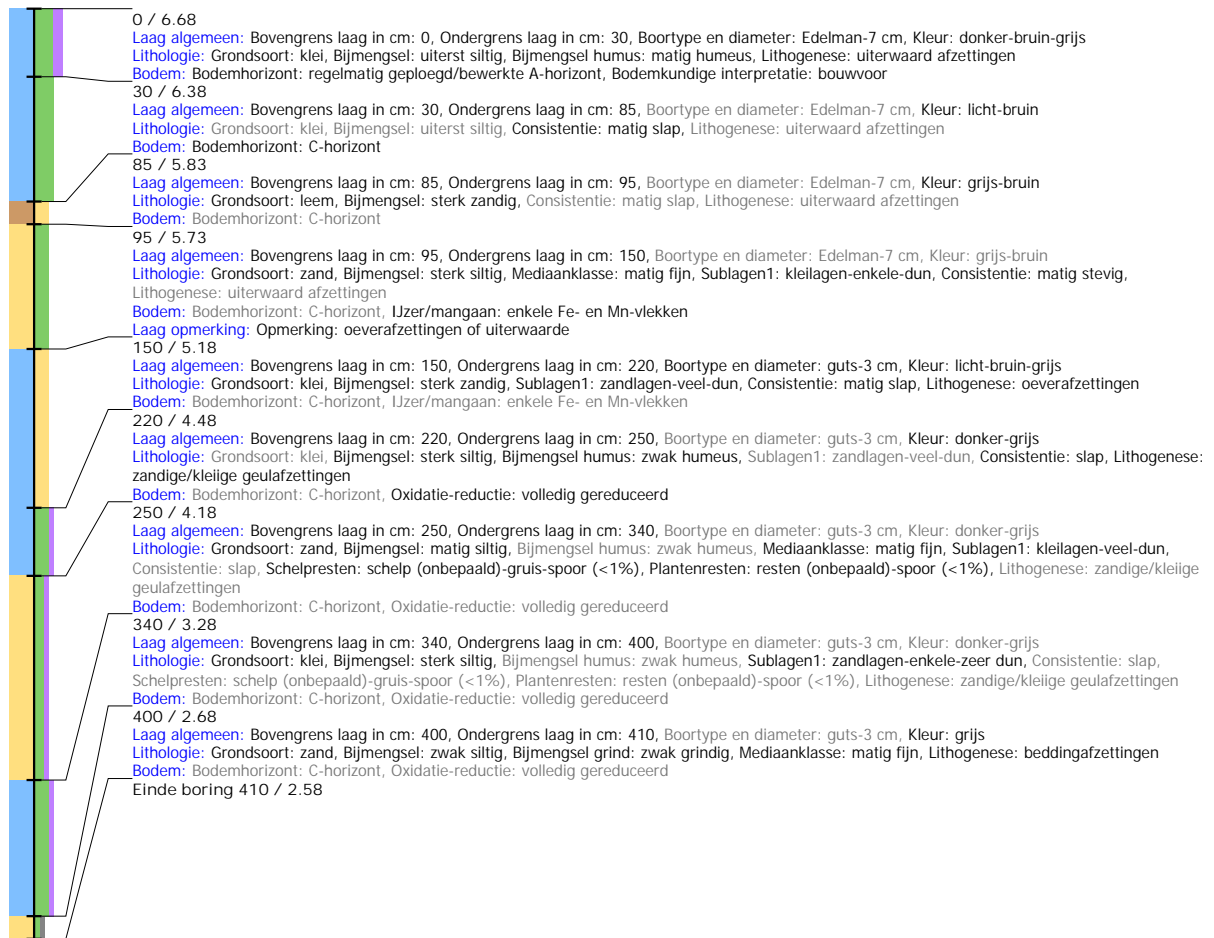 0 / 6.68
Laag algemeen: Bovengrens laag in cm: 0, Ondergrens laag in cm: 30, Boortype en diameter: Edelman-7 cm, Kleur: donker-bruin-grijs
Lithologie: Grondsoort: klei, Bijmengsel: uiterst siltig, Bijmengsel humus: matig humeus, Lithogenese: uiterwaard afzettingen
Bodem: Bodemhorizont: regelmatig geploegd/bewerkte A-horizont, Bodemkundige interpretatie: bouwvoor
30 / 6.38
Laag algemeen: Bovengrens laag in cm: 30, Ondergrens laag in cm: 85, Boortype en diameter: Edelman-7 cm, Kleur: licht-bruin
Lithologie: Grondsoort: klei, Bijmengsel: uiterst siltig, Consistentie: matig slap, Lithogenese: uiterwaard afzettingen
Bodem: Bodemhorizont: C-horizont
85 / 5.83
Laag algemeen: Bovengrens laag in cm: 85, Ondergrens laag in cm: 95, Boortype en diameter: Edelman-7 cm, Kleur: grijs-bruin
Lithologie: Grondsoort: leem, Bijmengsel: sterk zandig, Consistentie: matig slap, Lithogenese: uiterwaard afzettingen
Bodem: Bodemhorizont: C-horizont
95 / 5.73
Laag algemeen: Bovengrens laag in cm: 95, Ondergrens laag in cm: 150, Boortype en diameter: Edelman-7 cm, Kleur: grijs-bruin
Lithologie: Grondsoort: zand, Bijmengsel: sterk siltig, Mediaanklasse: matig fijn, Sublagen1: kleilagen-enkele-dun, Consistentie: matig stevig,
Lithogenese: uiterwaard afzettingen
Bodem: Bodemhorizont: C-horizont, IJzer/mangaan: enkele Fe- en Mn-vlekken
Laag opmerking: Opmerking: oeverafzettingen of uiterwaarde
150 / 5.18
Laag algemeen: Bovengrens laag in cm: 150, Ondergrens laag in cm: 220, Boortype en diameter: guts-3 cm, Kleur: licht-bruin-grijs
Lithologie: Grondsoort: klei, Bijmengsel: sterk zandig, Sublagen1: zandlagen-veel-dun, Consistentie: matig slap, Lithogenese: oeverafzettingen
Bodem: Bodemhorizont: C-horizont, IJzer/mangaan: enkele Fe- en Mn-vlekken
220 / 4.48
Laag algemeen: Bovengrens laag in cm: 220, Ondergrens laag in cm: 250, Boortype en diameter: guts-3 cm, Kleur: donker-grijs
Lithologie: Grondsoort: klei, Bijmengsel: sterk siltig, Bijmengsel humus: zwak humeus, Sublagen1: zandlagen-veel-dun, Consistentie: slap, Lithogenese:
zandige/kleiige geulafzettingen
Bodem: Bodemhorizont: C-horizont, Oxidatie-reductie: volledig gereduceerd
250 / 4.18
Laag algemeen: Bovengrens laag in cm: 250, Ondergrens laag in cm: 340, Boortype en diameter: guts-3 cm, Kleur: donker-grijs
Lithologie: Grondsoort: zand, Bijmengsel: matig siltig, Bijmengsel humus: zwak humeus, Mediaanklasse: matig fijn, Sublagen1: kleilagen-veel-dun,
Consistentie: slap, Schelpresten: schelp (onbepaald)-gruis-spoor (<1%), Plantenresten: resten (onbepaald)-spoor (<1%), Lithogenese: zandige/kleiige
geulafzettingen
Bodem: Bodemhorizont: C-horizont, Oxidatie-reductie: volledig gereduceerd
340 / 3.28
Laag algemeen: Bovengrens laag in cm: 340, Ondergrens laag in cm: 400, Boortype en diameter: guts-3 cm, Kleur: donker-grijs
Lithologie: Grondsoort: klei, Bijmengsel: sterk siltig, Bijmengsel humus: zwak humeus, Sublagen1: zandlagen-enkele-zeer dun, Consistentie: slap,
Schelpresten: schelp (onbepaald)-gruis-spoor (<1%), Plantenresten: resten (onbepaald)-spoor (<1%), Lithogenese: zandige/kleiige geulafzettingen
Bodem: Bodemhorizont: C-horizont, Oxidatie-reductie: volledig gereduceerd
400 / 2.68
Laag algemeen: Bovengrens laag in cm: 400, Ondergrens laag in cm: 410, Boortype en diameter: guts-3 cm, Kleur: grijs
Lithologie: Grondsoort: zand, Bijmengsel: zwak siltig, Bijmengsel grind: zwak grindig, Mediaanklasse: matig fijn, Lithogenese: beddingafzettingen
Bodem: Bodemhorizont: C-horizont, Oxidatie-reductie: volledig gereduceerd
Einde boring 410 / 2.58